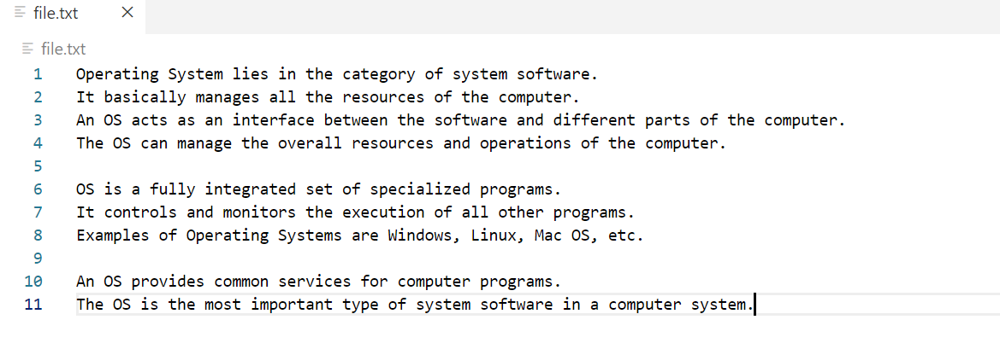 file.txt
file.txt
1 Operating System lies in the category of system software.
2 It basically manages all the resources of the computer.
3 An OS acts as an interface between the software and different parts of the computer.
4 The OS can manage the overall resources and operations of the computer.
5
6 OS is a fully integrated set of specialized programs.
7 It controls and monitors the execution of all other programs.
8 Examples of Operating Systems are Windows, Linux, Mac OS, etc.
9
10 An OS provides common services for computer programs.
11 The OS is the most important type of system software in a computer system.